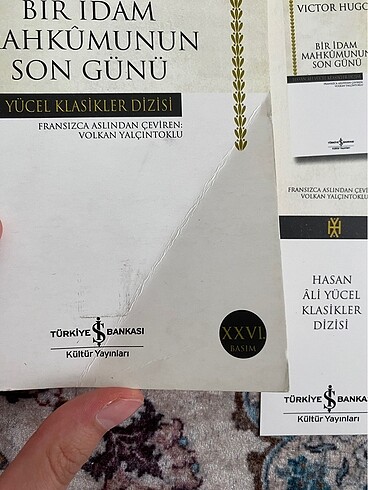 BİR İDAM
MAHKÛMUNUN
SON GÜNÜ
YÜCEL KLASİKLER DİZİSİ
FRANSIZCA ASLINDAN ÇEVİREN:
VOLKAN YALÇINTOKLU
TÜRKİYE İŞ BANKASI
Kültür Yayınları
XXVI.
BASIM
VICTOR HUGO
BİR İDAM
MAHKÛMUNUN
SON GÜNÜ
FRANSIZCA ASLINDAN ÇEVİREN
VOLKAN YALÇINTOKLU
HASAN
ÂLİ YÜCEL
KLASİKLER
DİZİSİ
TÜRKİYE İŞ BANKAS
Kültür Yayınları